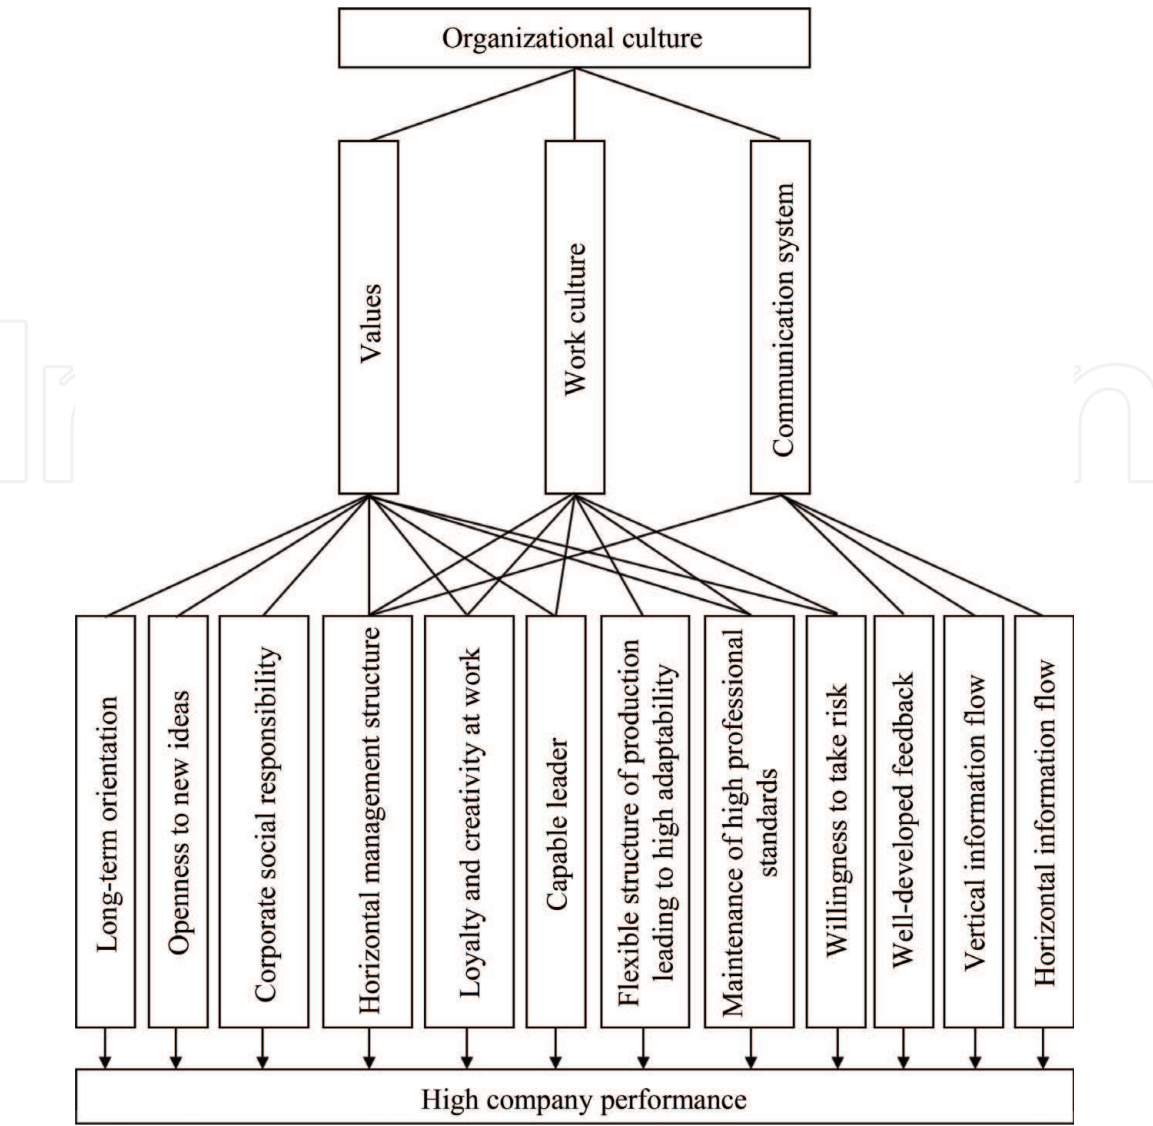 Organizational culture
Values
Work culture
Communication system
Long-term orientation
Openness to new ideas
Corporate social responsibility
Horizontal management structure
Loyalty and creativity at work
Capable leader
Flexible structure of production
leading to high adaptability
Maintenance of high professional
standards
Willingness to take risk
Well-developed feedback
Vertical information flow
Horizontal information flow
High company performance